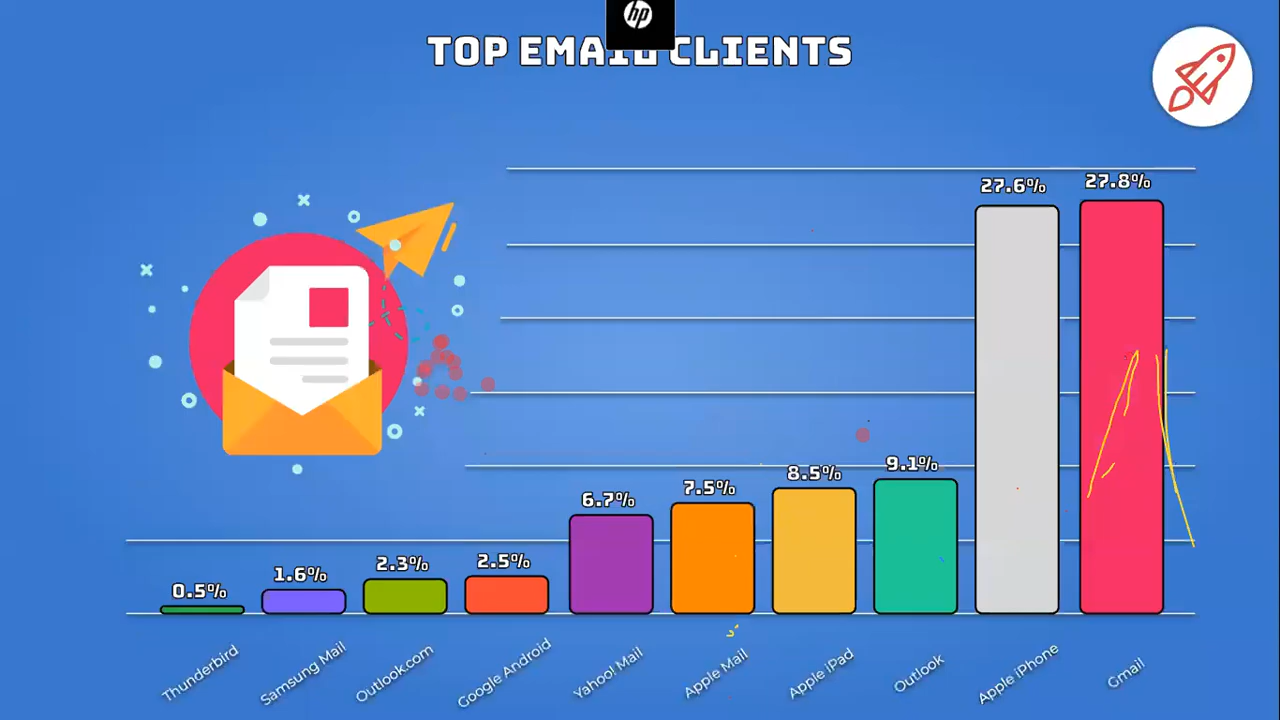 hp
TOP EMAIL CLIENTS
27.6% 27.8%
6.7% 7.5% 8.5% 9.1%
0.5% 1.6% 2.3% 2.5%
Thunderbird Samsung Mail Outlook.com Google Android Yahoo! Mail Apple Mail Apple iPad Outlook Apple iPhone Gmail